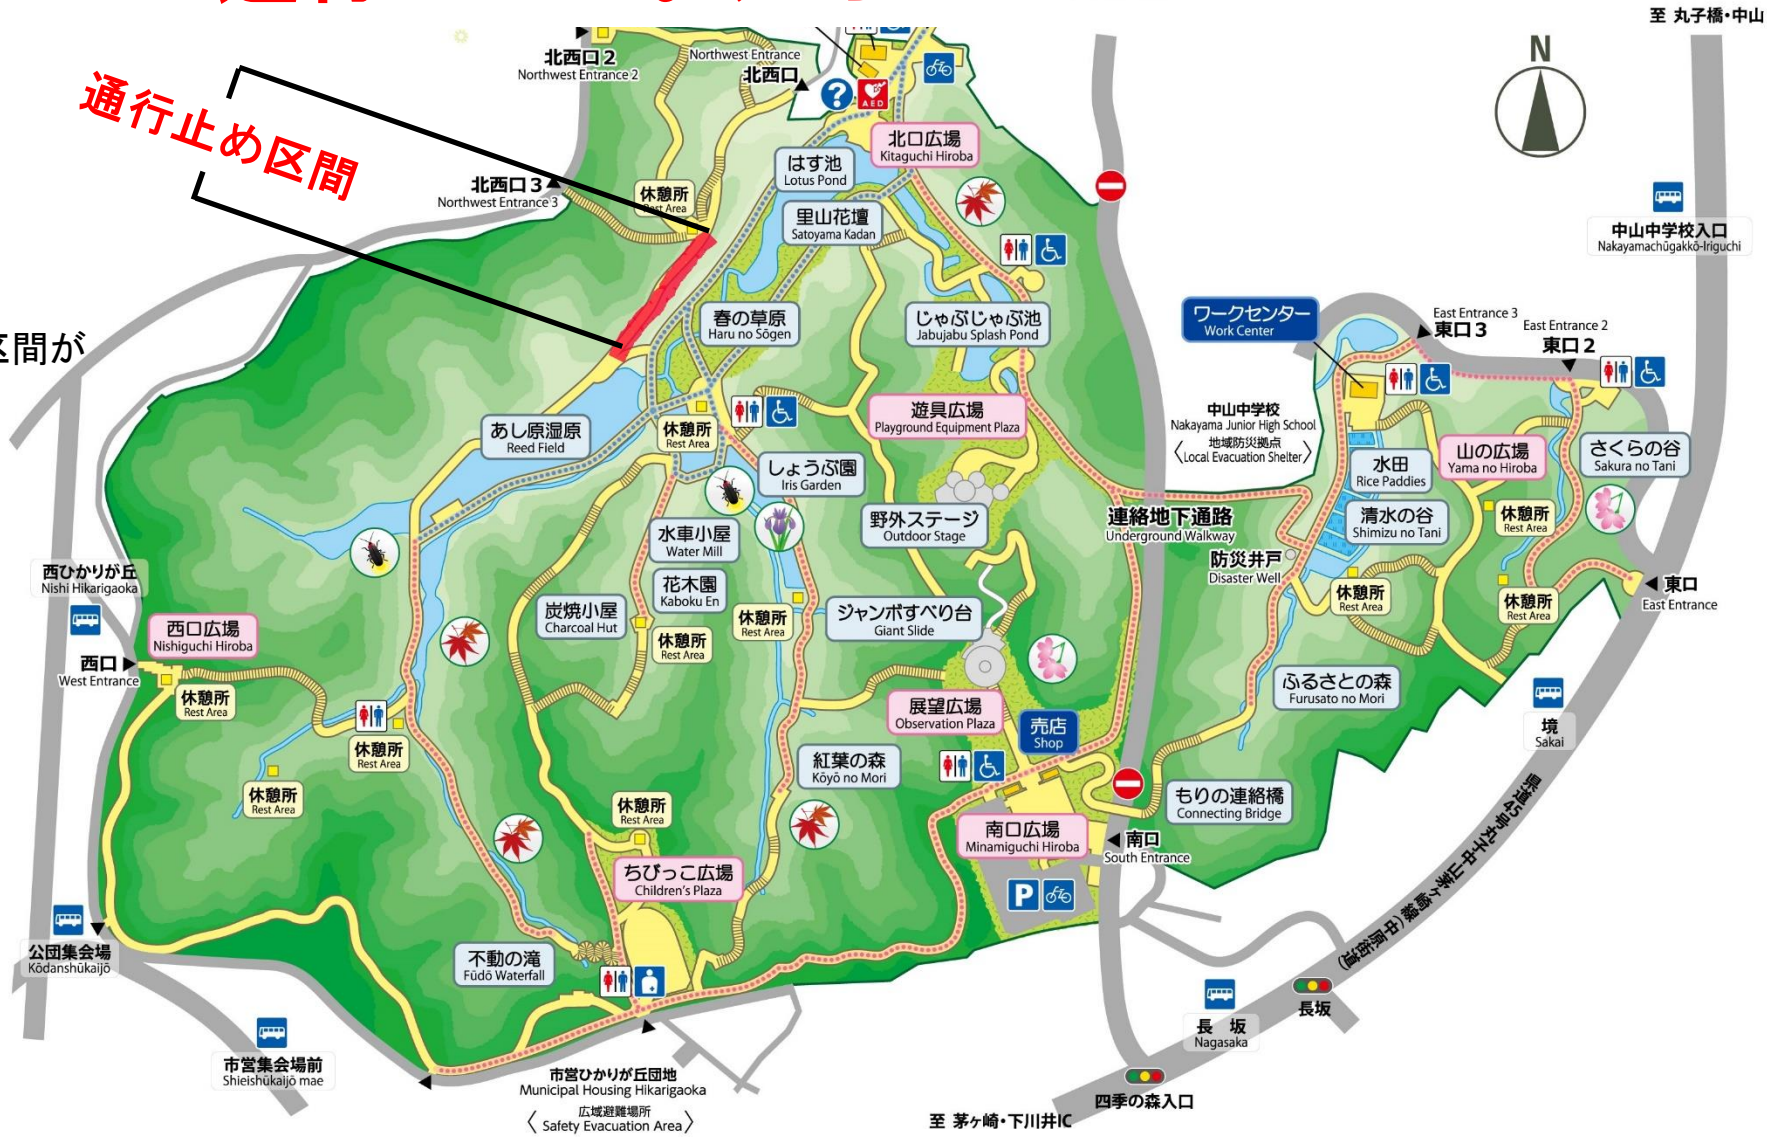 至 丸子橋・中山
北西口2
Northwest Entrance 2
Northwest Entrance
北西口
N
通行止め区間
?
AED
北口広場
Kitaguchi Hiroba
はす池
Lotus Pond
北西口3
Northwest Entrance 3
休憩所
Rest Area
里山花壇
Satoyama Kadan
中山中学校入口
Nakayamachūgakkō-Iriguchi
区間が
春の草原
Haru no Sōgen
じゃぶじゃぶ池
Jabujabu Splash Pond
ワークセンター
Work Center
East Entrance 3
東口3
East Entrance 2
東口2
あし原湿原
Reed Field
休憩所
Rest Area
遊具広場
Playground Equipment Plaza
中山中学校
Nakayama Junior High School
地域防災拠点
〈Local Evacuation Shelter〉
しょうぶ園
Iris Garden
水田
Rice Paddies
山の広場
Yama no Hiroba
さくらの谷
Sakura no Tani
水車小屋
Water Mill
野外ステージ
Outdoor Stage
連絡地下通路
Underground Walkway
清水の谷
Shimizu no Tani
休憩所
Rest Area
防災井戸
Disaster Well
西ひかりが丘
Nishi Hikarigaoka
花木園
Kaboku En
炭焼小屋
Charcoal Hut
休憩所
Rest Area
休憩所
Rest Area
ジャンボすべり台
Giant Slide
休憩所
Rest Area
休憩所
Rest Area
東口
East Entrance
西口広場
Nishiguchi Hiroba
西口
West Entrance
休憩所
Rest Area
展望広場
Observation Plaza
売店
Shop
ふるさとの森
Furusato no Mori
境
Sakai
休憩所
Rest Area
紅葉の森
Kōyō no Mori
休憩所
Rest Area
休憩所
Rest Area
もりの連絡橋
Connecting Bridge
南口広場
Minamiguchi Hiroba
南口
South Entrance
県道45号丸子中山茅ヶ崎線(中原街道)
ちびっこ広場
Children's Plaza
P
公団集会場
Kōdanshūkaijō
不動の滝
Fūdō Waterfall
長坂
長 坂
Nagasaka
市営集会場前
Shieishūkaijō mae
市営ひかりが丘団地
Municipal Housing Hikarigaoka
広域避難場所
〈Safety Evacuation Area〉
四季の森入口
至 茅ヶ崎・下川井IC